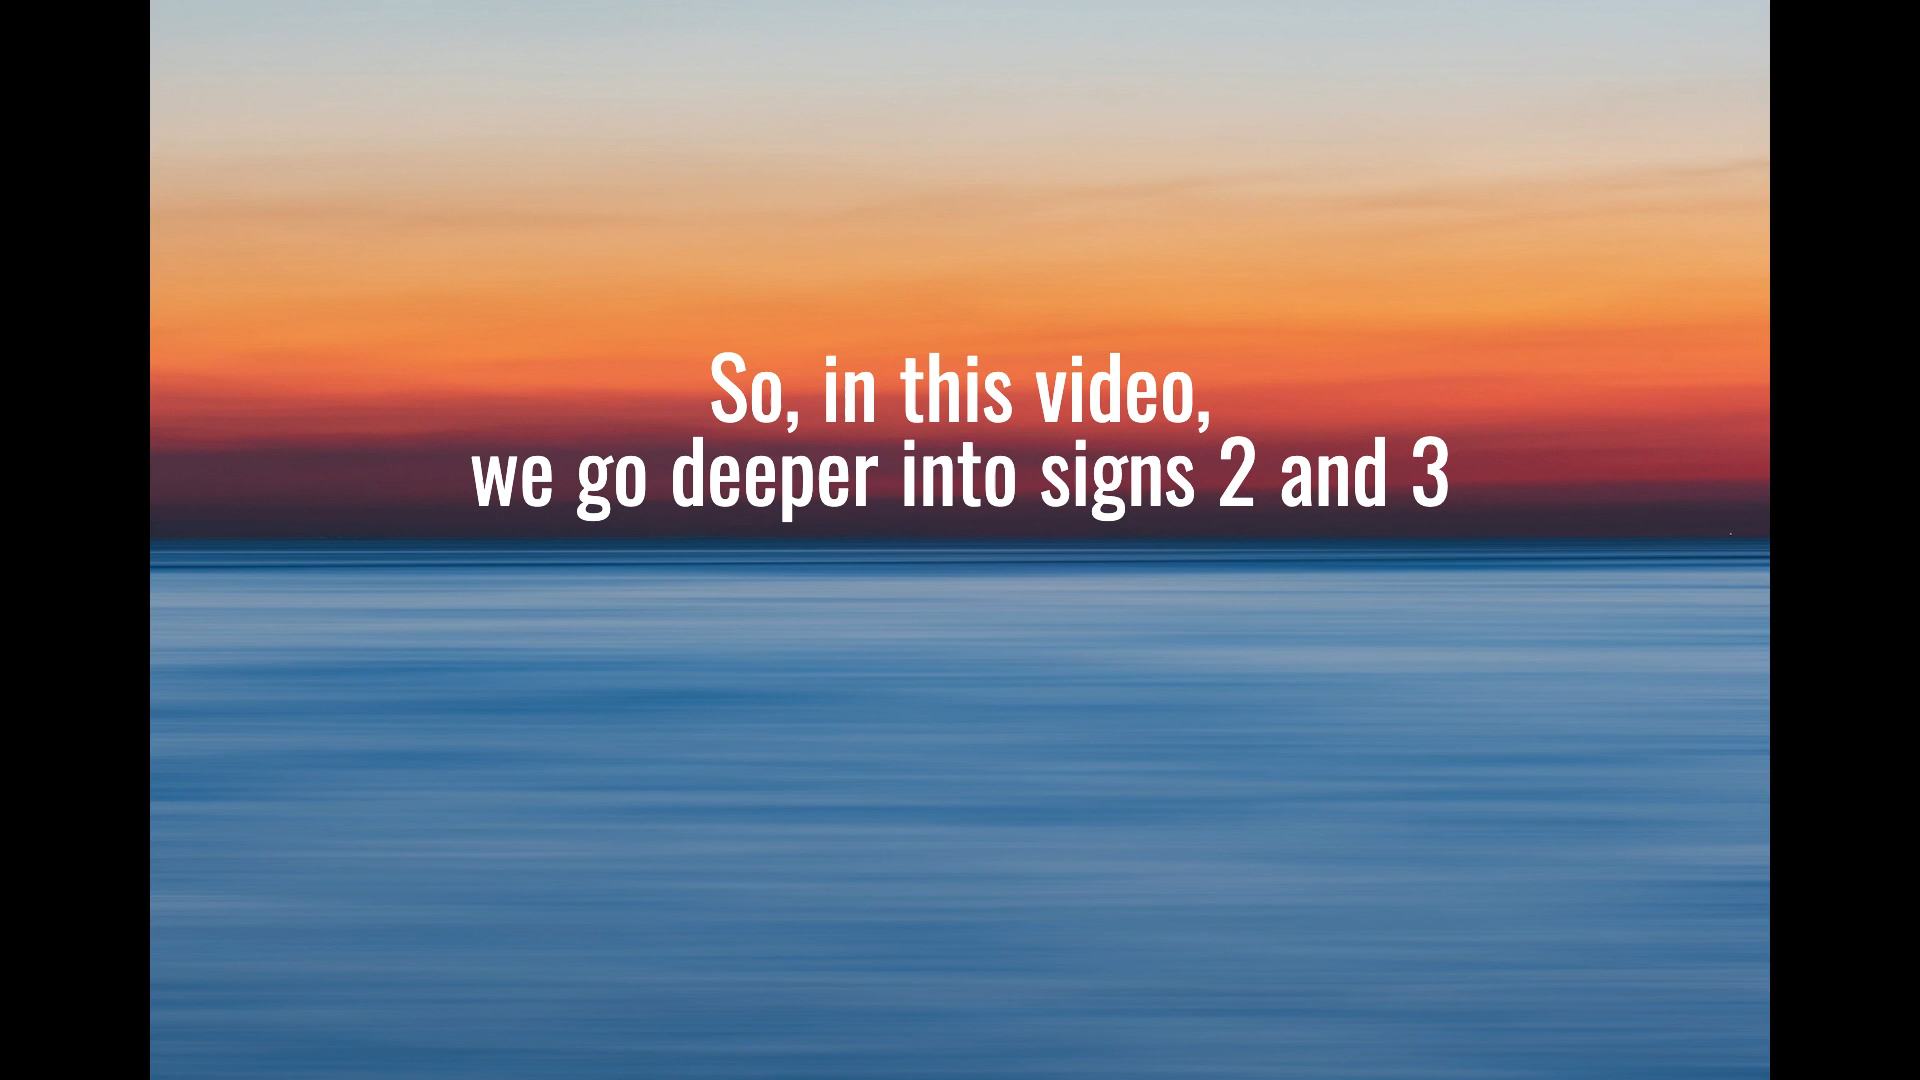 So, in this video,
we go deeper into signs 2 and 3